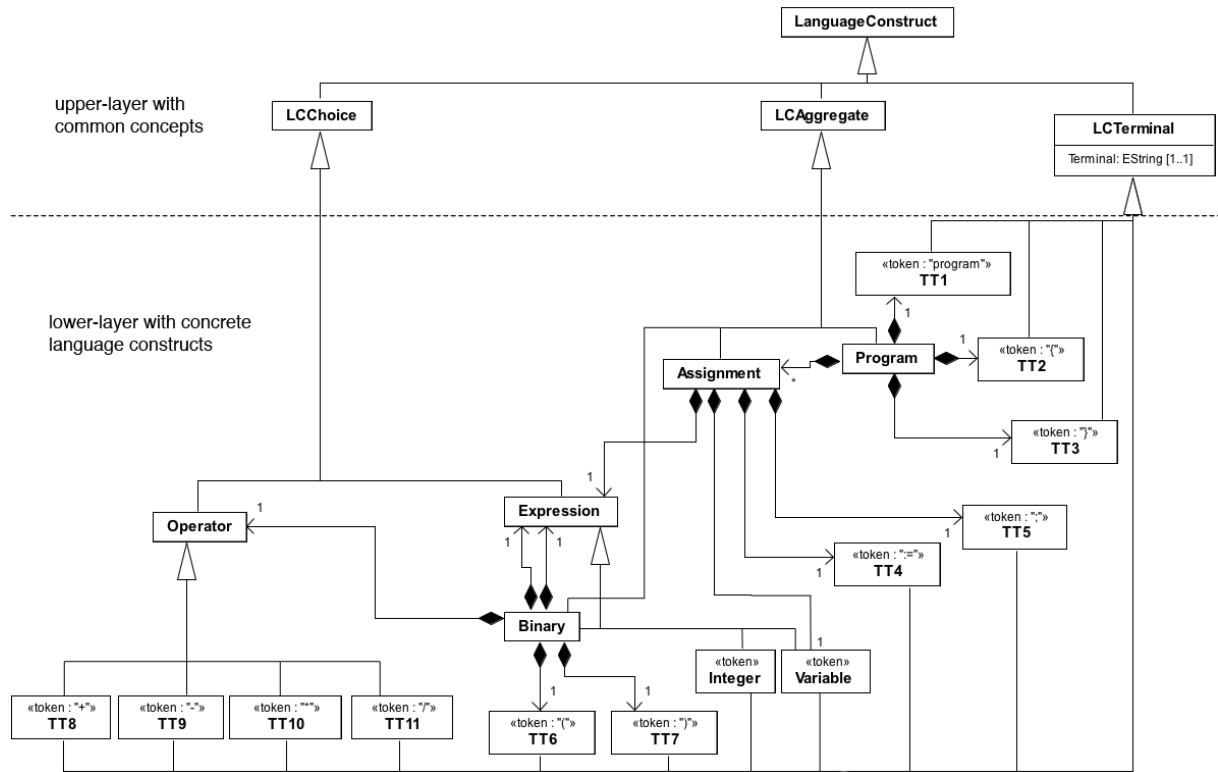 LanguageConstruct
upper-layer with
common concepts
LCChoice
LCAggregate
LCTerminal
Terminal: EString [1..1]
«token : "program"»
TT1
1
lower-layer with concrete
language constructs
Assignment
*
Program
1
«token : "{"»
TT2
1
«token : "}"»
TT3
1
Operator
1
Expression
1
1
1
«token : ";"»
TT5
1
«token : ":="»
TT4
Binary
1
«token»
Integer
«token»
Variable
«token : "+"»
TT8
«token : "-"»
TT9
«token : "*"»
TT10
«token : "/"»
TT11
1
«token : "("»
TT6
1
«token : ")"»
TT7